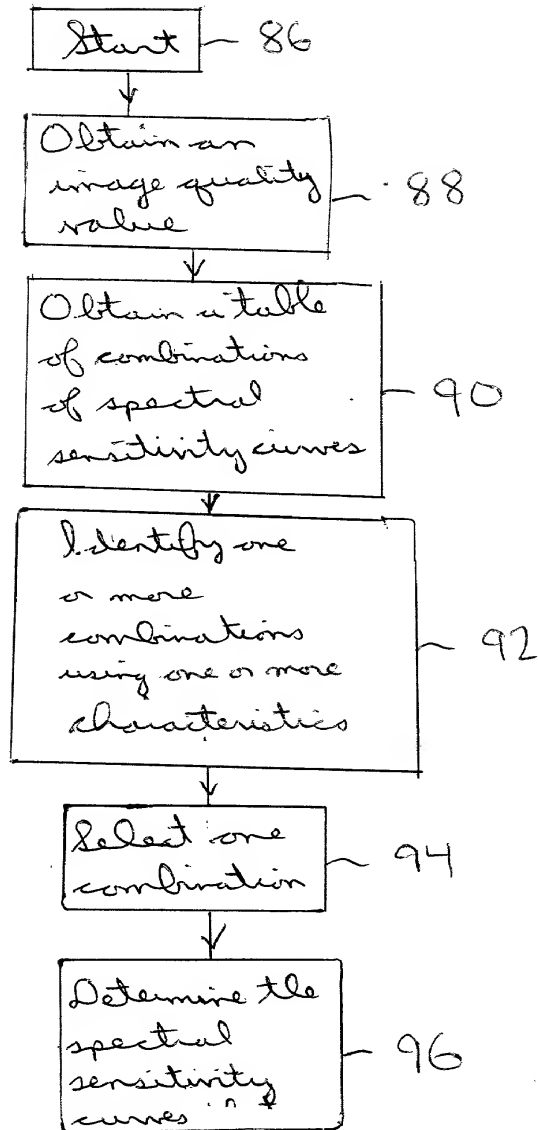 Start 86
Obtain an
image quality
value
88
Obtain a table
of combinations
of spectral
sensitivity curves
90
Identify one
or more
combinations
using one or more
characteristics
92
Select one
combination
94
Determine the
spectral
sensitivity
curves
96